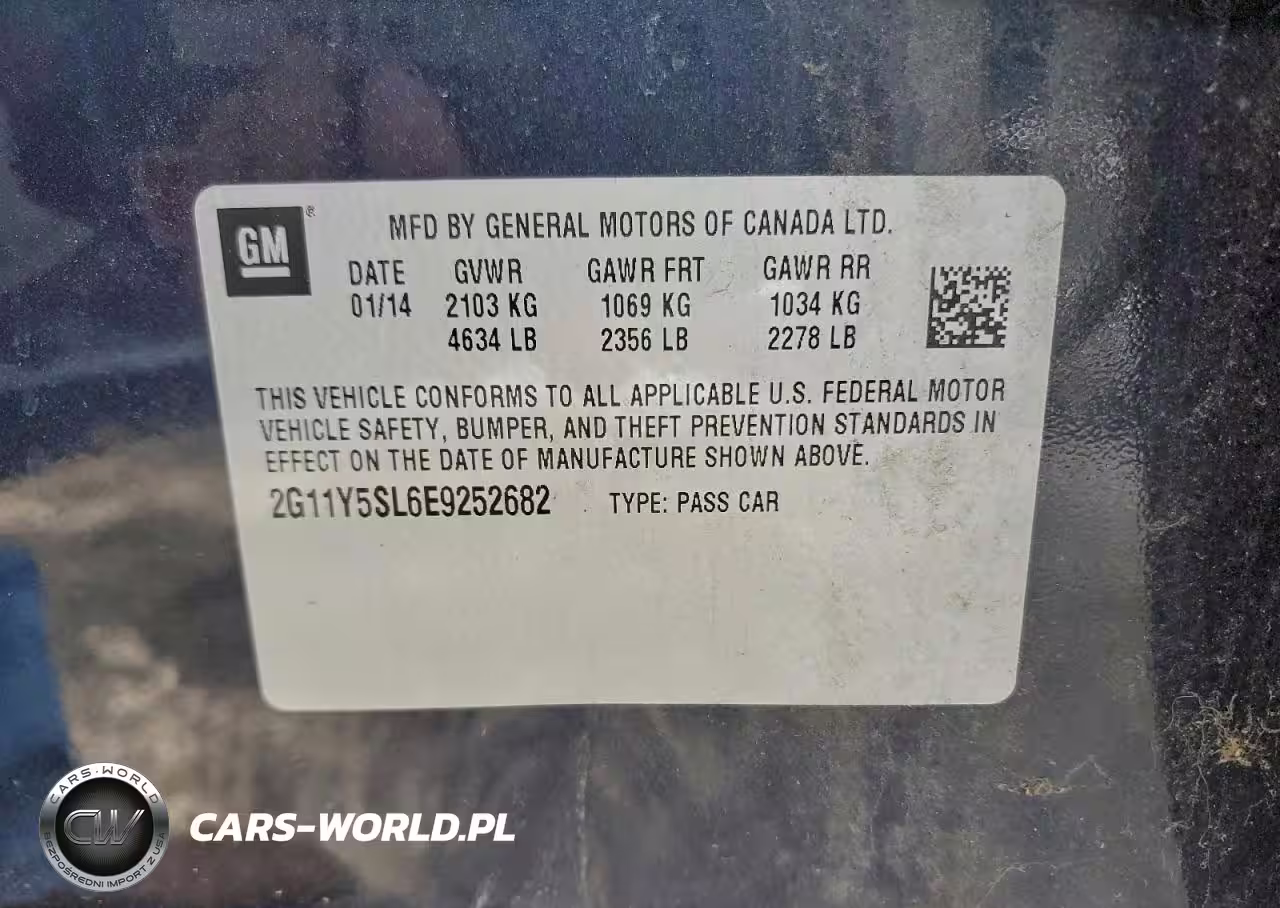 GM ®
MFD BY GENERAL MOTORS OF CANADA LTD.
DATE GVWR GAWR FRT GAWR RR
01/14 2103 KG 1069 KG 1034 KG
4634 LB 2356 LB 2278 LB
THIS VEHICLE CONFORMS TO ALL APPLICABLE U.S. FEDERAL MOTOR
VEHICLE SAFETY, BUMPER, AND THEFT PREVENTION STANDARDS IN
EFFECT ON THE DATE OF MANUFACTURE SHOWN ABOVE.
2G11Y5SL6E9252682 TYPE: PASS CAR
CARS-WORLD
CW
BEZPOŚREDNI IMPORT Z USA
CARS-WORLD.PL